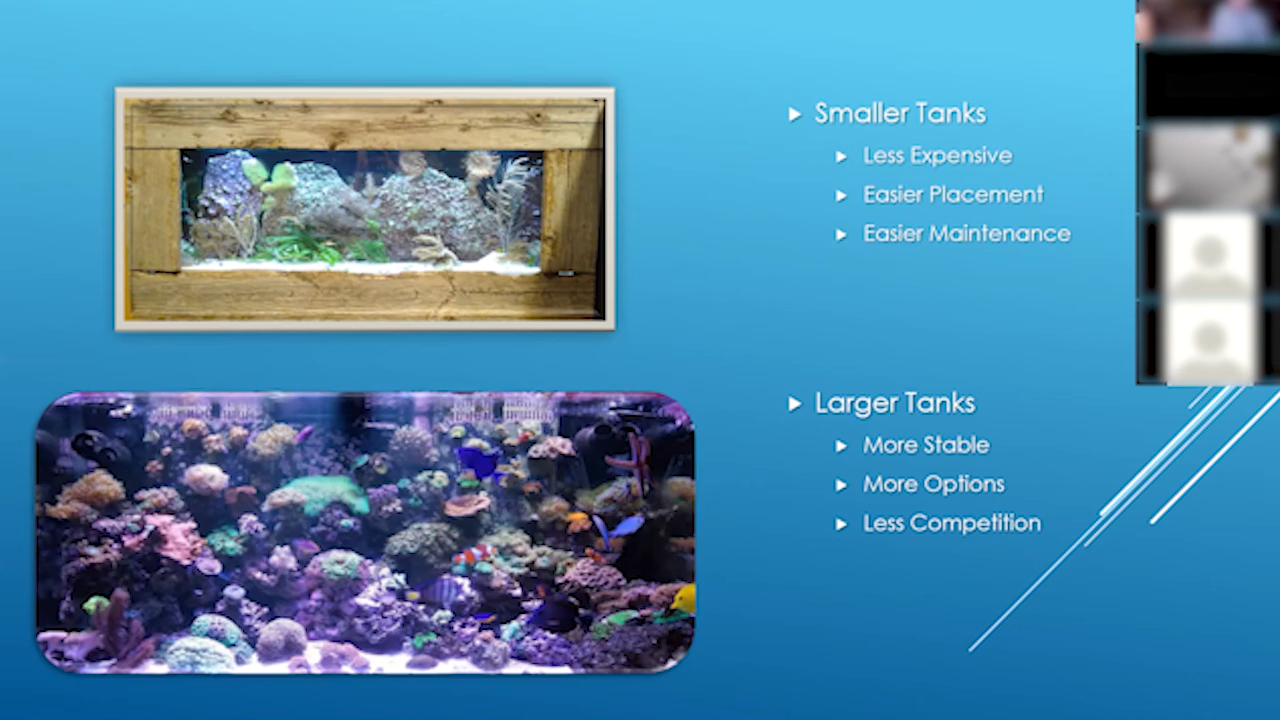 Smaller Tanks
Less Expensive
Easier Placement
Easier Maintenance
Larger Tanks
More Stable
More Options
Less Competition